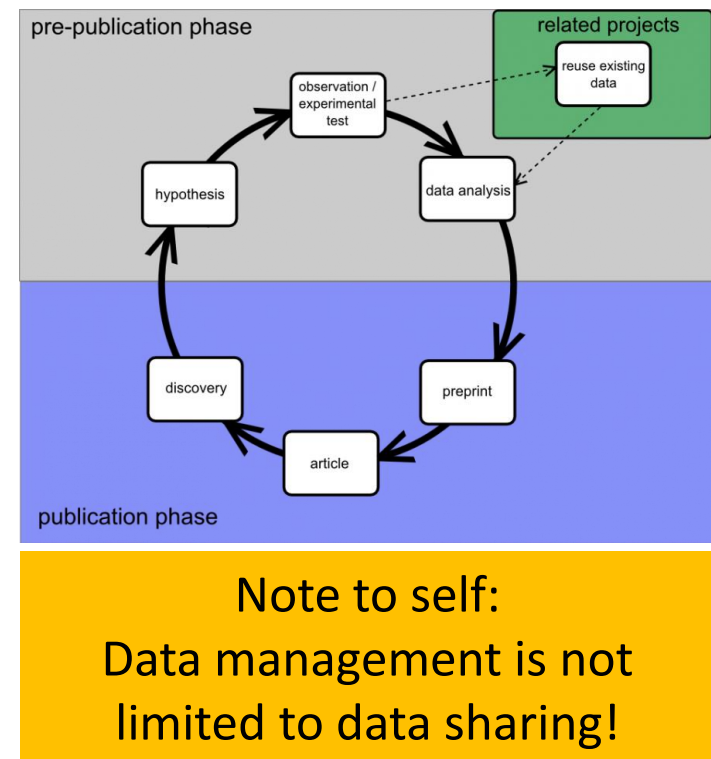 pre-publication phase
related projects
reuse existing
data
observation /
experimental
test
hypothesis
data analysis
discovery
preprint
article
publication phase
Note to self:
Data management is not
limited to data sharing!